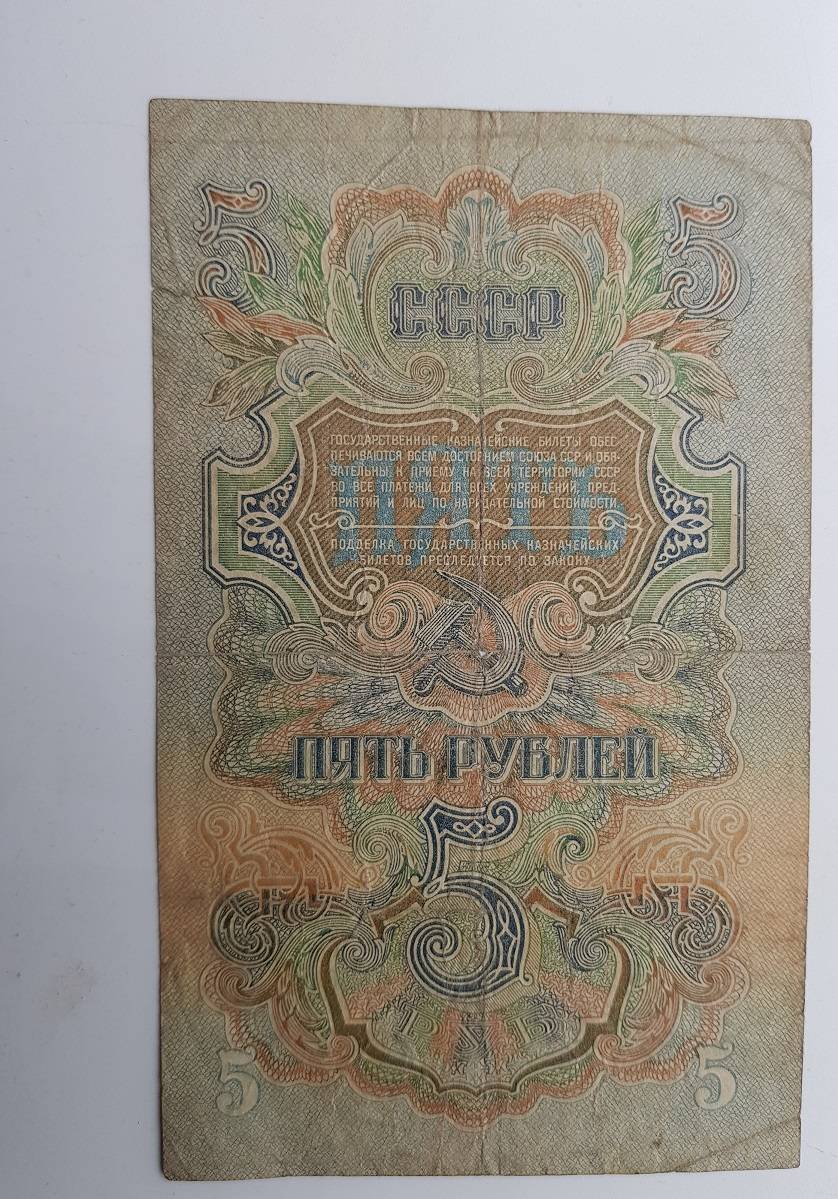 5 5
СССР
ГОСУДАРСТВЕННЫЕ КАЗНАЧЕЙСКИЕ БИЛЕТЫ ОБЕС
ПЕЧИВАЮТСЯ ВСЕМ ДОСТОЯНИЕМ СОЮЗА ССР И ОБЯ
ЗАТЕЛЬНЫ К ПРИЕМУ НА ВСЕЙ ТЕРРИТОРИИ СССР
ВО ВСЕ ПЛАТЕЖИ ДЛЯ ВСЕХ УЧРЕЖДЕНИЙ, ПРЕД
ПРИЯТИЙ И ЛИЦ ПО НАРИЦАТЕЛЬНОЙ СТОИМОСТИ.
ПЯТЬ
ПОДДЕЛКА ГОСУДАРСТВЕННЫХ КАЗНАЧЕЙСКИХ
БИЛЕТОВ ПРЕСЛЕДУЕТСЯ ПО ЗАКОНУ
ПЯТЬ РУБЛЕЙ
5
РУБ
5 5